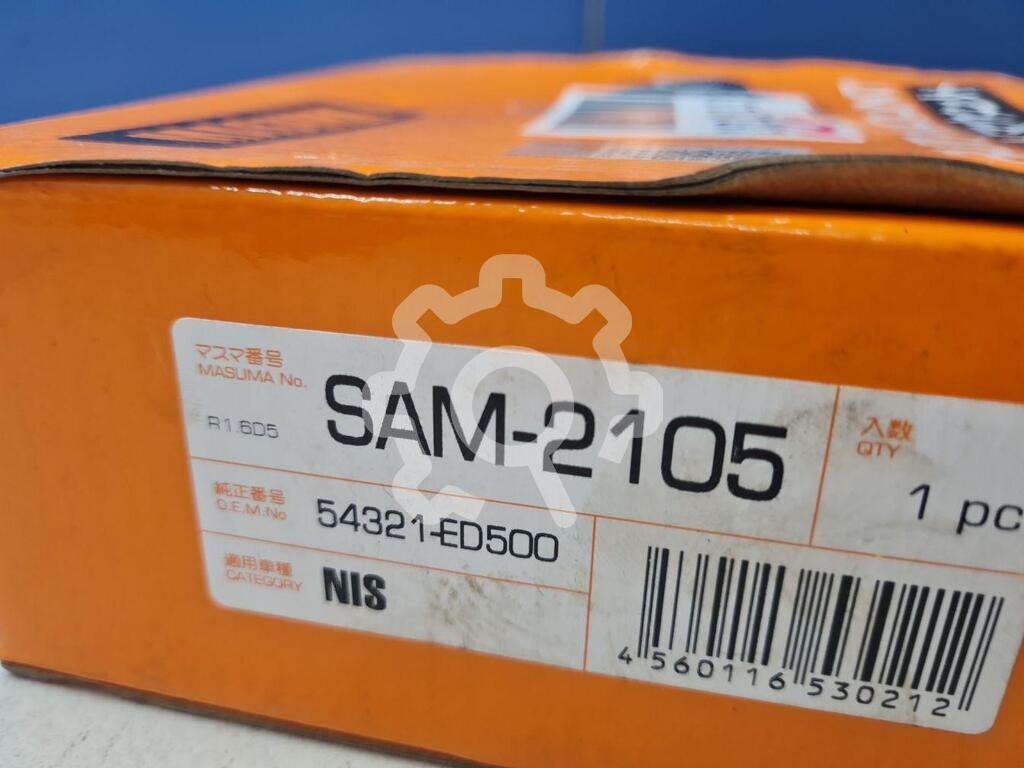 マスマ番号
MASUMA No.
SAM-2105
R1.6D5
入数
QTY
1 pc
純正番号
O.E.M.No
54321-ED500
適用車種
CATEGORY
NIS
4 560116 530212